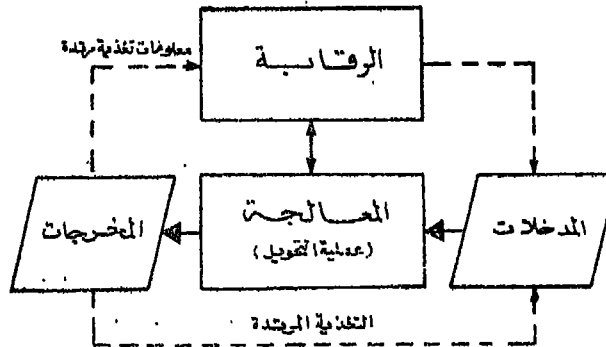 الرقابة
معلومات تغذية مرتدة
المدخلات
المعالجة
(عملية التحويل)
المخرجات
التغذية المرتدة